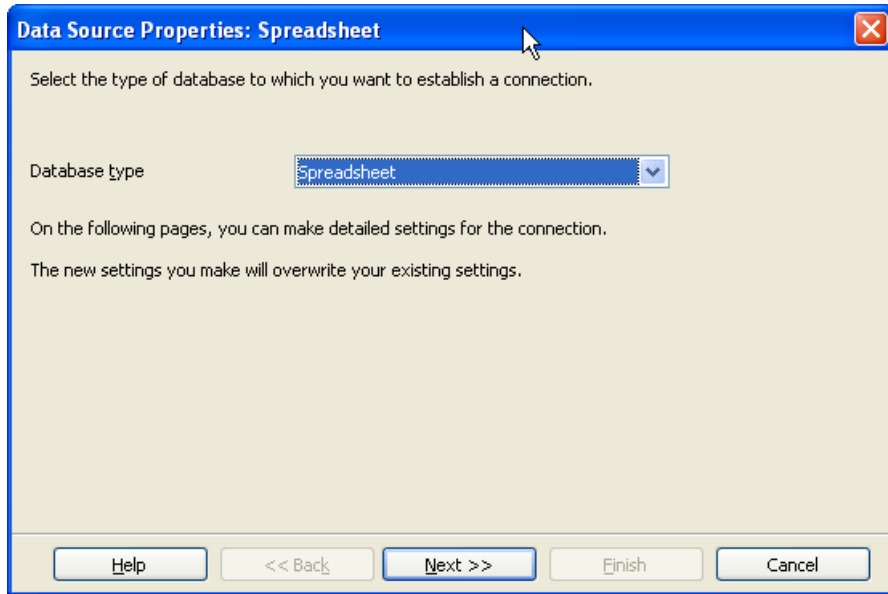 Data Source Properties: Spreadsheet
Select the type of database to which you want to establish a connection.
Database type
Spreadsheet
On the following pages, you can make detailed settings for the connection.
The new settings you make will overwrite your existing settings.
Help
<< Back
Next >>
Finish
Cancel